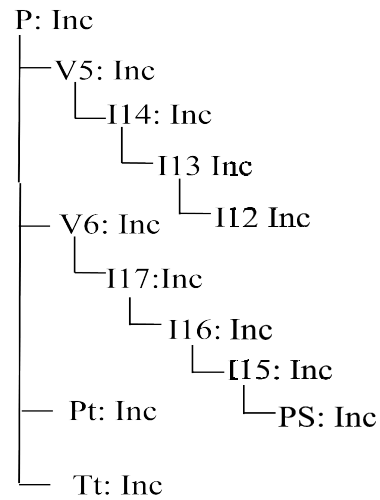 P: Inc
V5: Inc
I14: Inc
I13 Inc
I12 Inc
V6: Inc
I17:Inc
I16: Inc
[15: Inc
Pt: Inc
PS: Inc
Tt: Inc